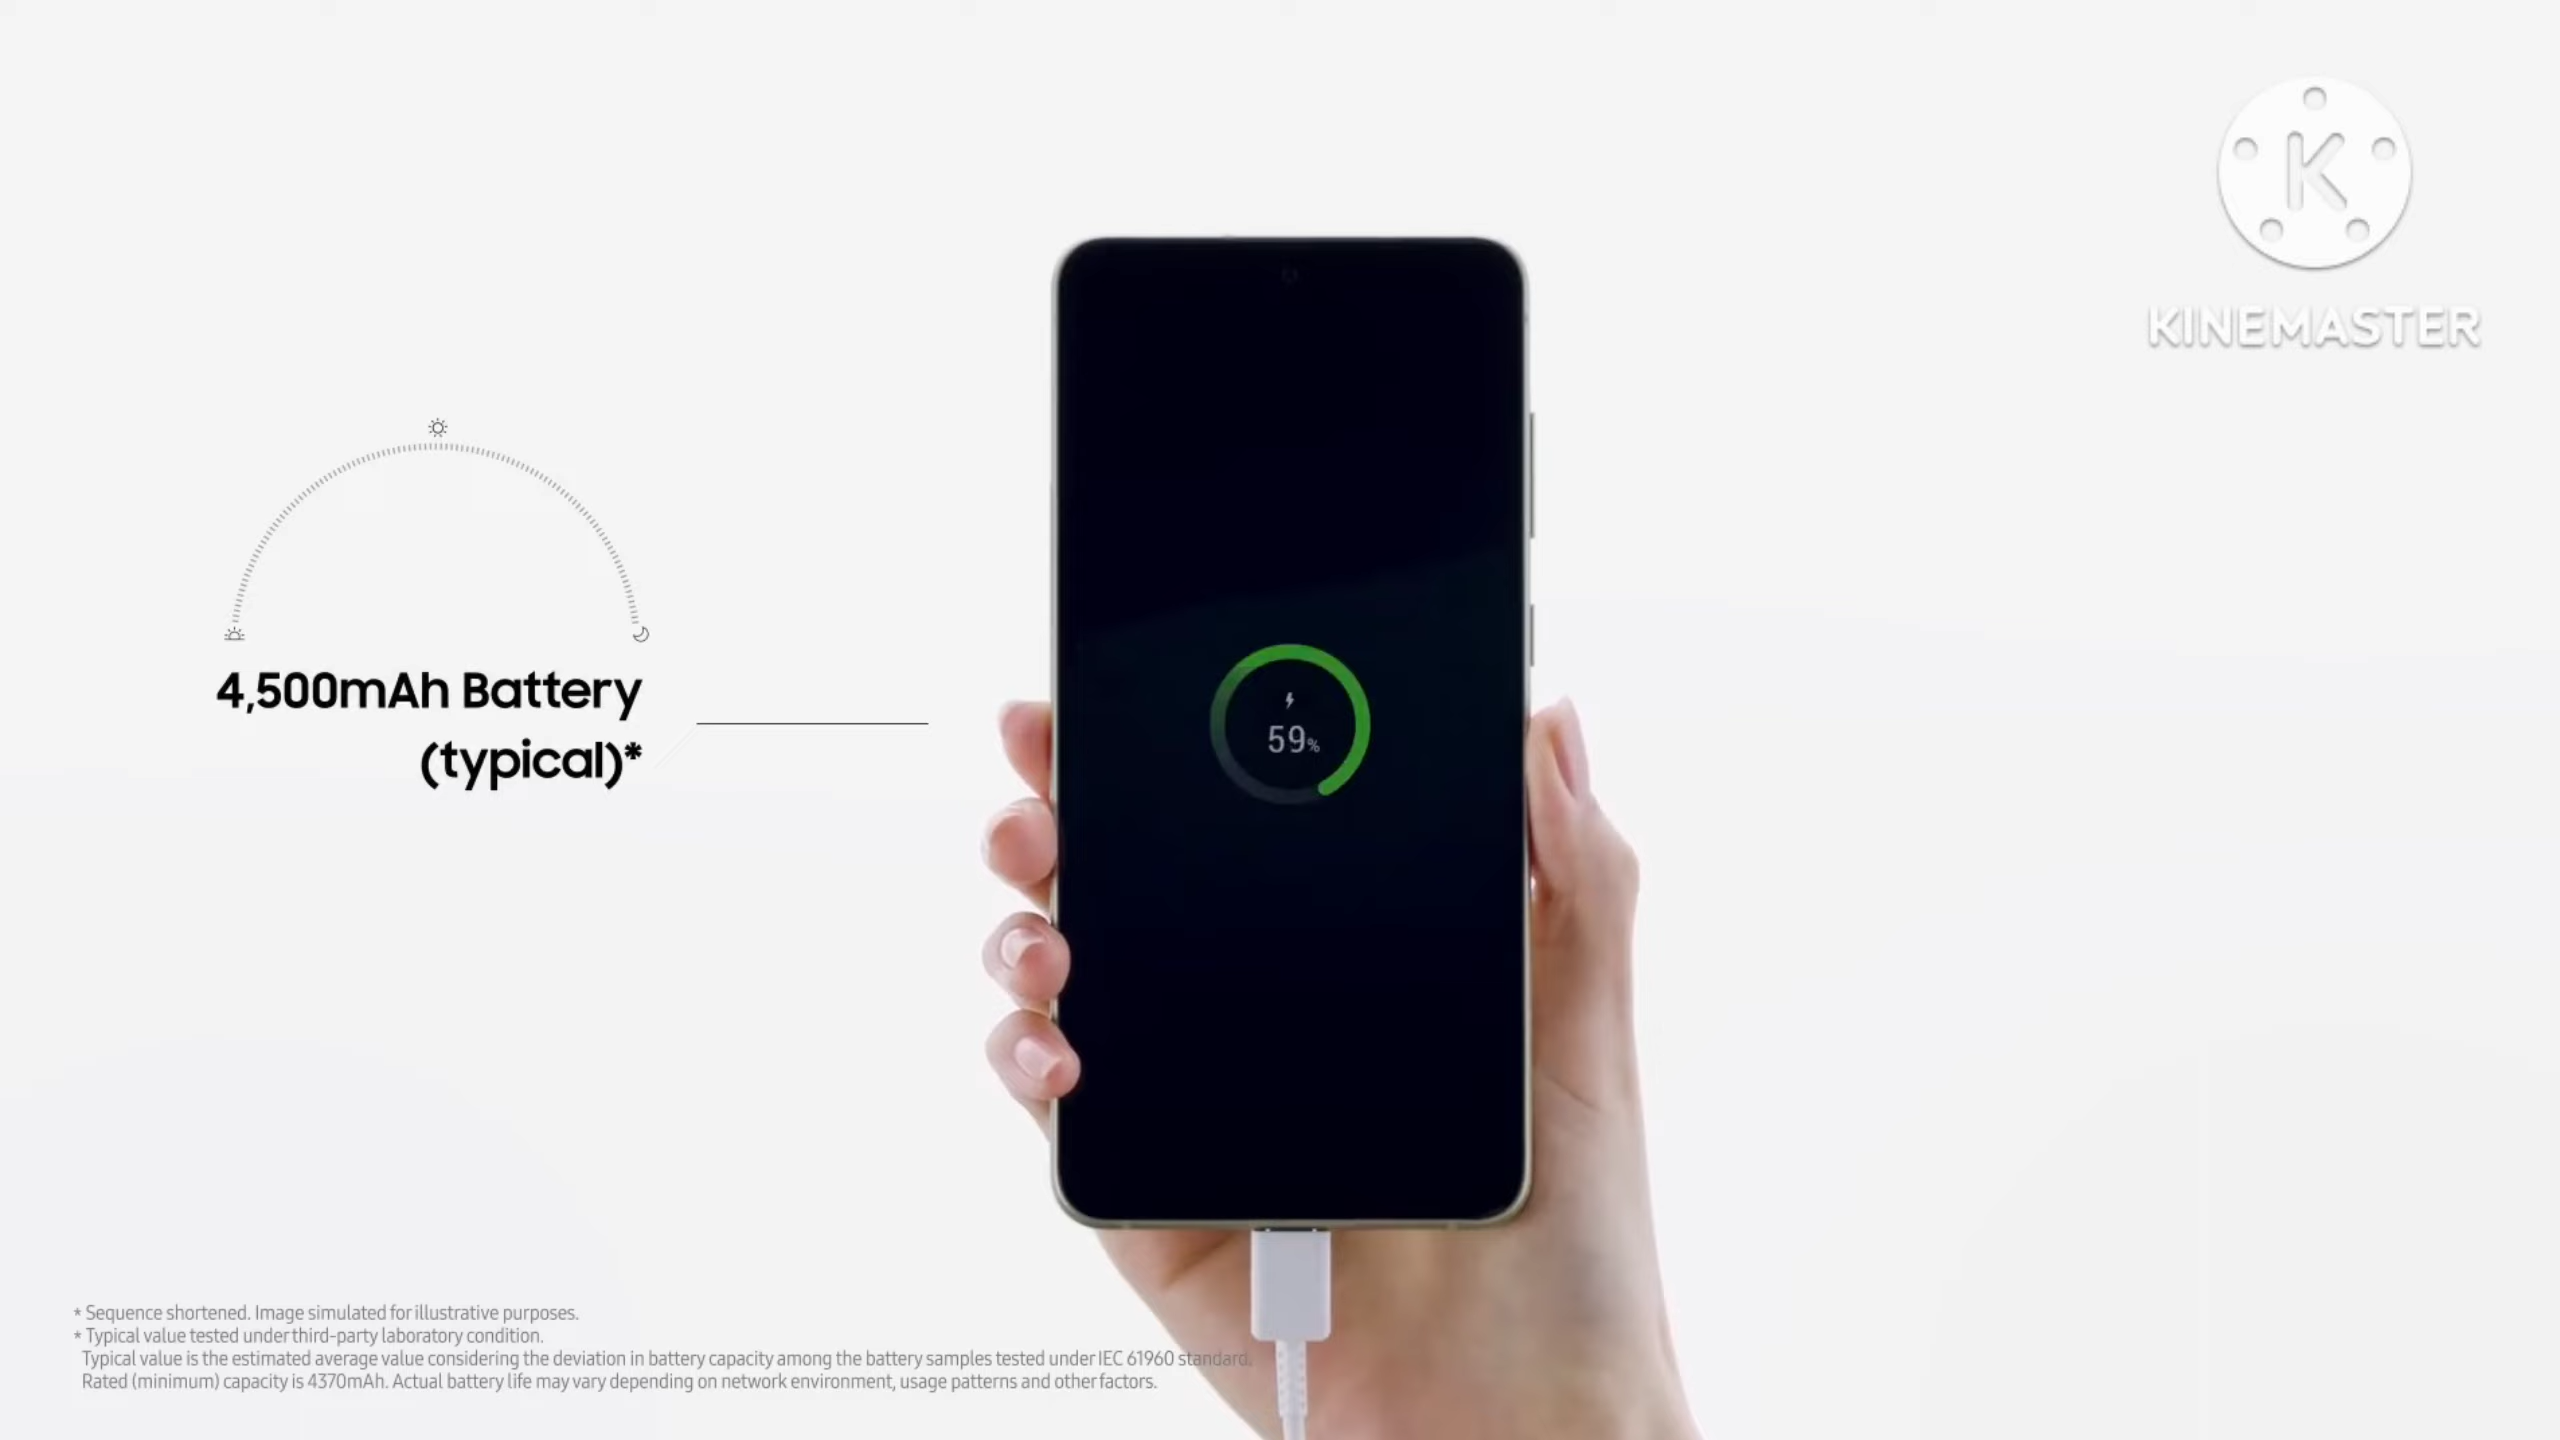 K
KINEMASTER
4,500mAh Battery
(typical)*
59%
* Sequence shortened. Image simulated for illustrative purposes.
* Typical value tested under third-party laboratory condition.
Typical value is the estimated average value considering the deviation in battery capacity among the battery samples tested under IEC 61960 standard.
Rated (minimum) capacity is 4370mAh. Actual battery life may vary depending on network environment, usage patterns and other factors.